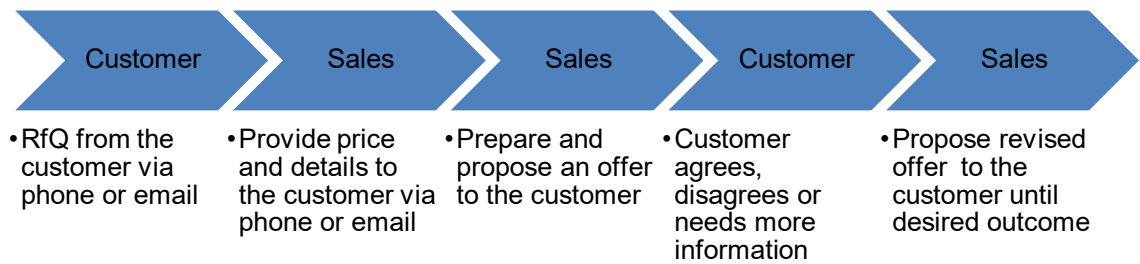 Customer
Sales
Sales
Customer
Sales
•RfQ from the
customer via
phone or email
•Provide price
and details to
the customer via
phone or email
•Prepare and
propose an offer
to the customer
•Customer
agrees,
disagrees or
needs more
information
•Propose revised
offer to the
customer until
desired outcome